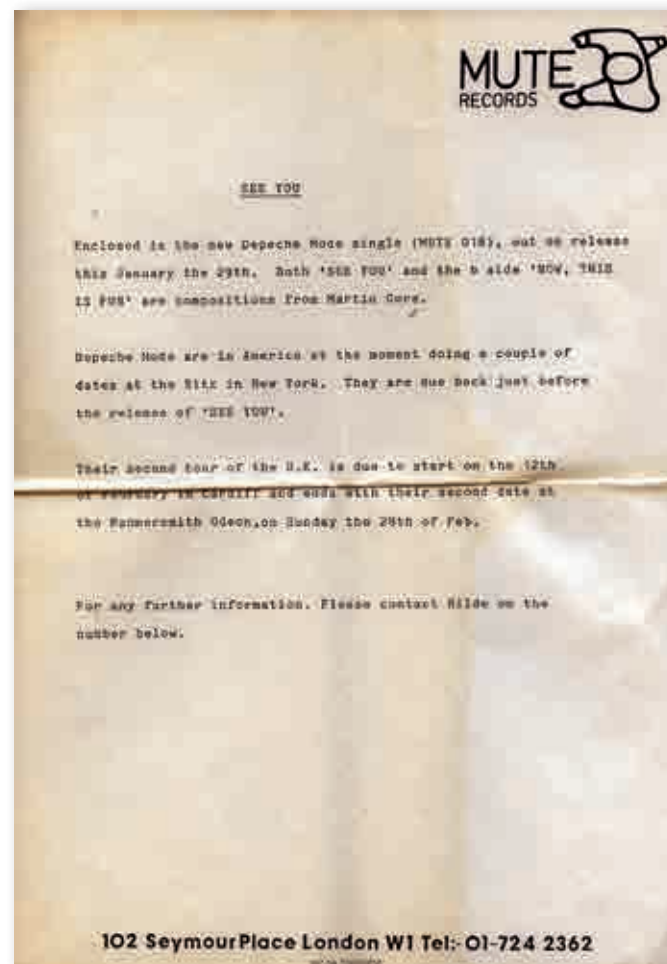 MUTE
RECORDS
SEE YOU
Enclosed is the new Depeche Mode single (MUTE 018), out on release
this January the 29th. Both 'SEE YOU' and the b side 'NOW, THIS
IS FUN' are compositions from Martin Gore.
Depeche Mode are in America at the moment doing a couple of
dates at the Ritz in New York. They are due back just before
the release of 'SEE YOU'.
Their second tour of the U.K. is due to start on the 12th
of February in Cardiff and ends with their second date at
the Hammersmith Odeon,on Sunday the 28th of Feb.
For any further information. Please contact Hilde on the
number below.
102 Seymour Place London W1 Tel:- 01-724 2362